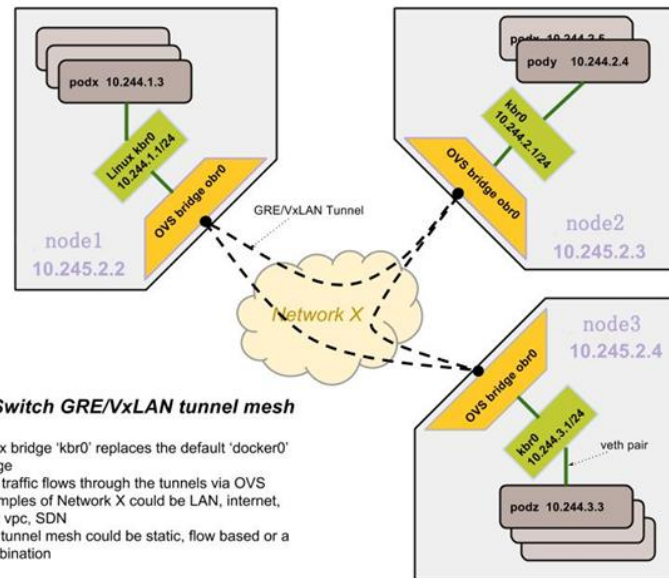 podx 10.244.1.3
Linux kbr0
10.244.1.1/24
OVS bridge obr0
node1
10.245.2.2
GRE/VxLAN Tunnel
podx 10.244.2.5
pody 10.244.2.4
kbr0
10.244.2.1/24
OVS bridge obr0
node2
10.245.2.3
Network X
node3
10.245.2.4
OVS bridge obr0
kbr0
10.244.3.1/24
veth pair
podz 10.244.3.3
Switch GRE/VxLAN tunnel mesh
x bridge ‘kbr0’ replaces the default ‘docker0’
ge
traffic flows through the tunnels via OVS
mples of Network X could be LAN, internet,
vpc, SDN
tunnel mesh could be static, flow based or a
bination